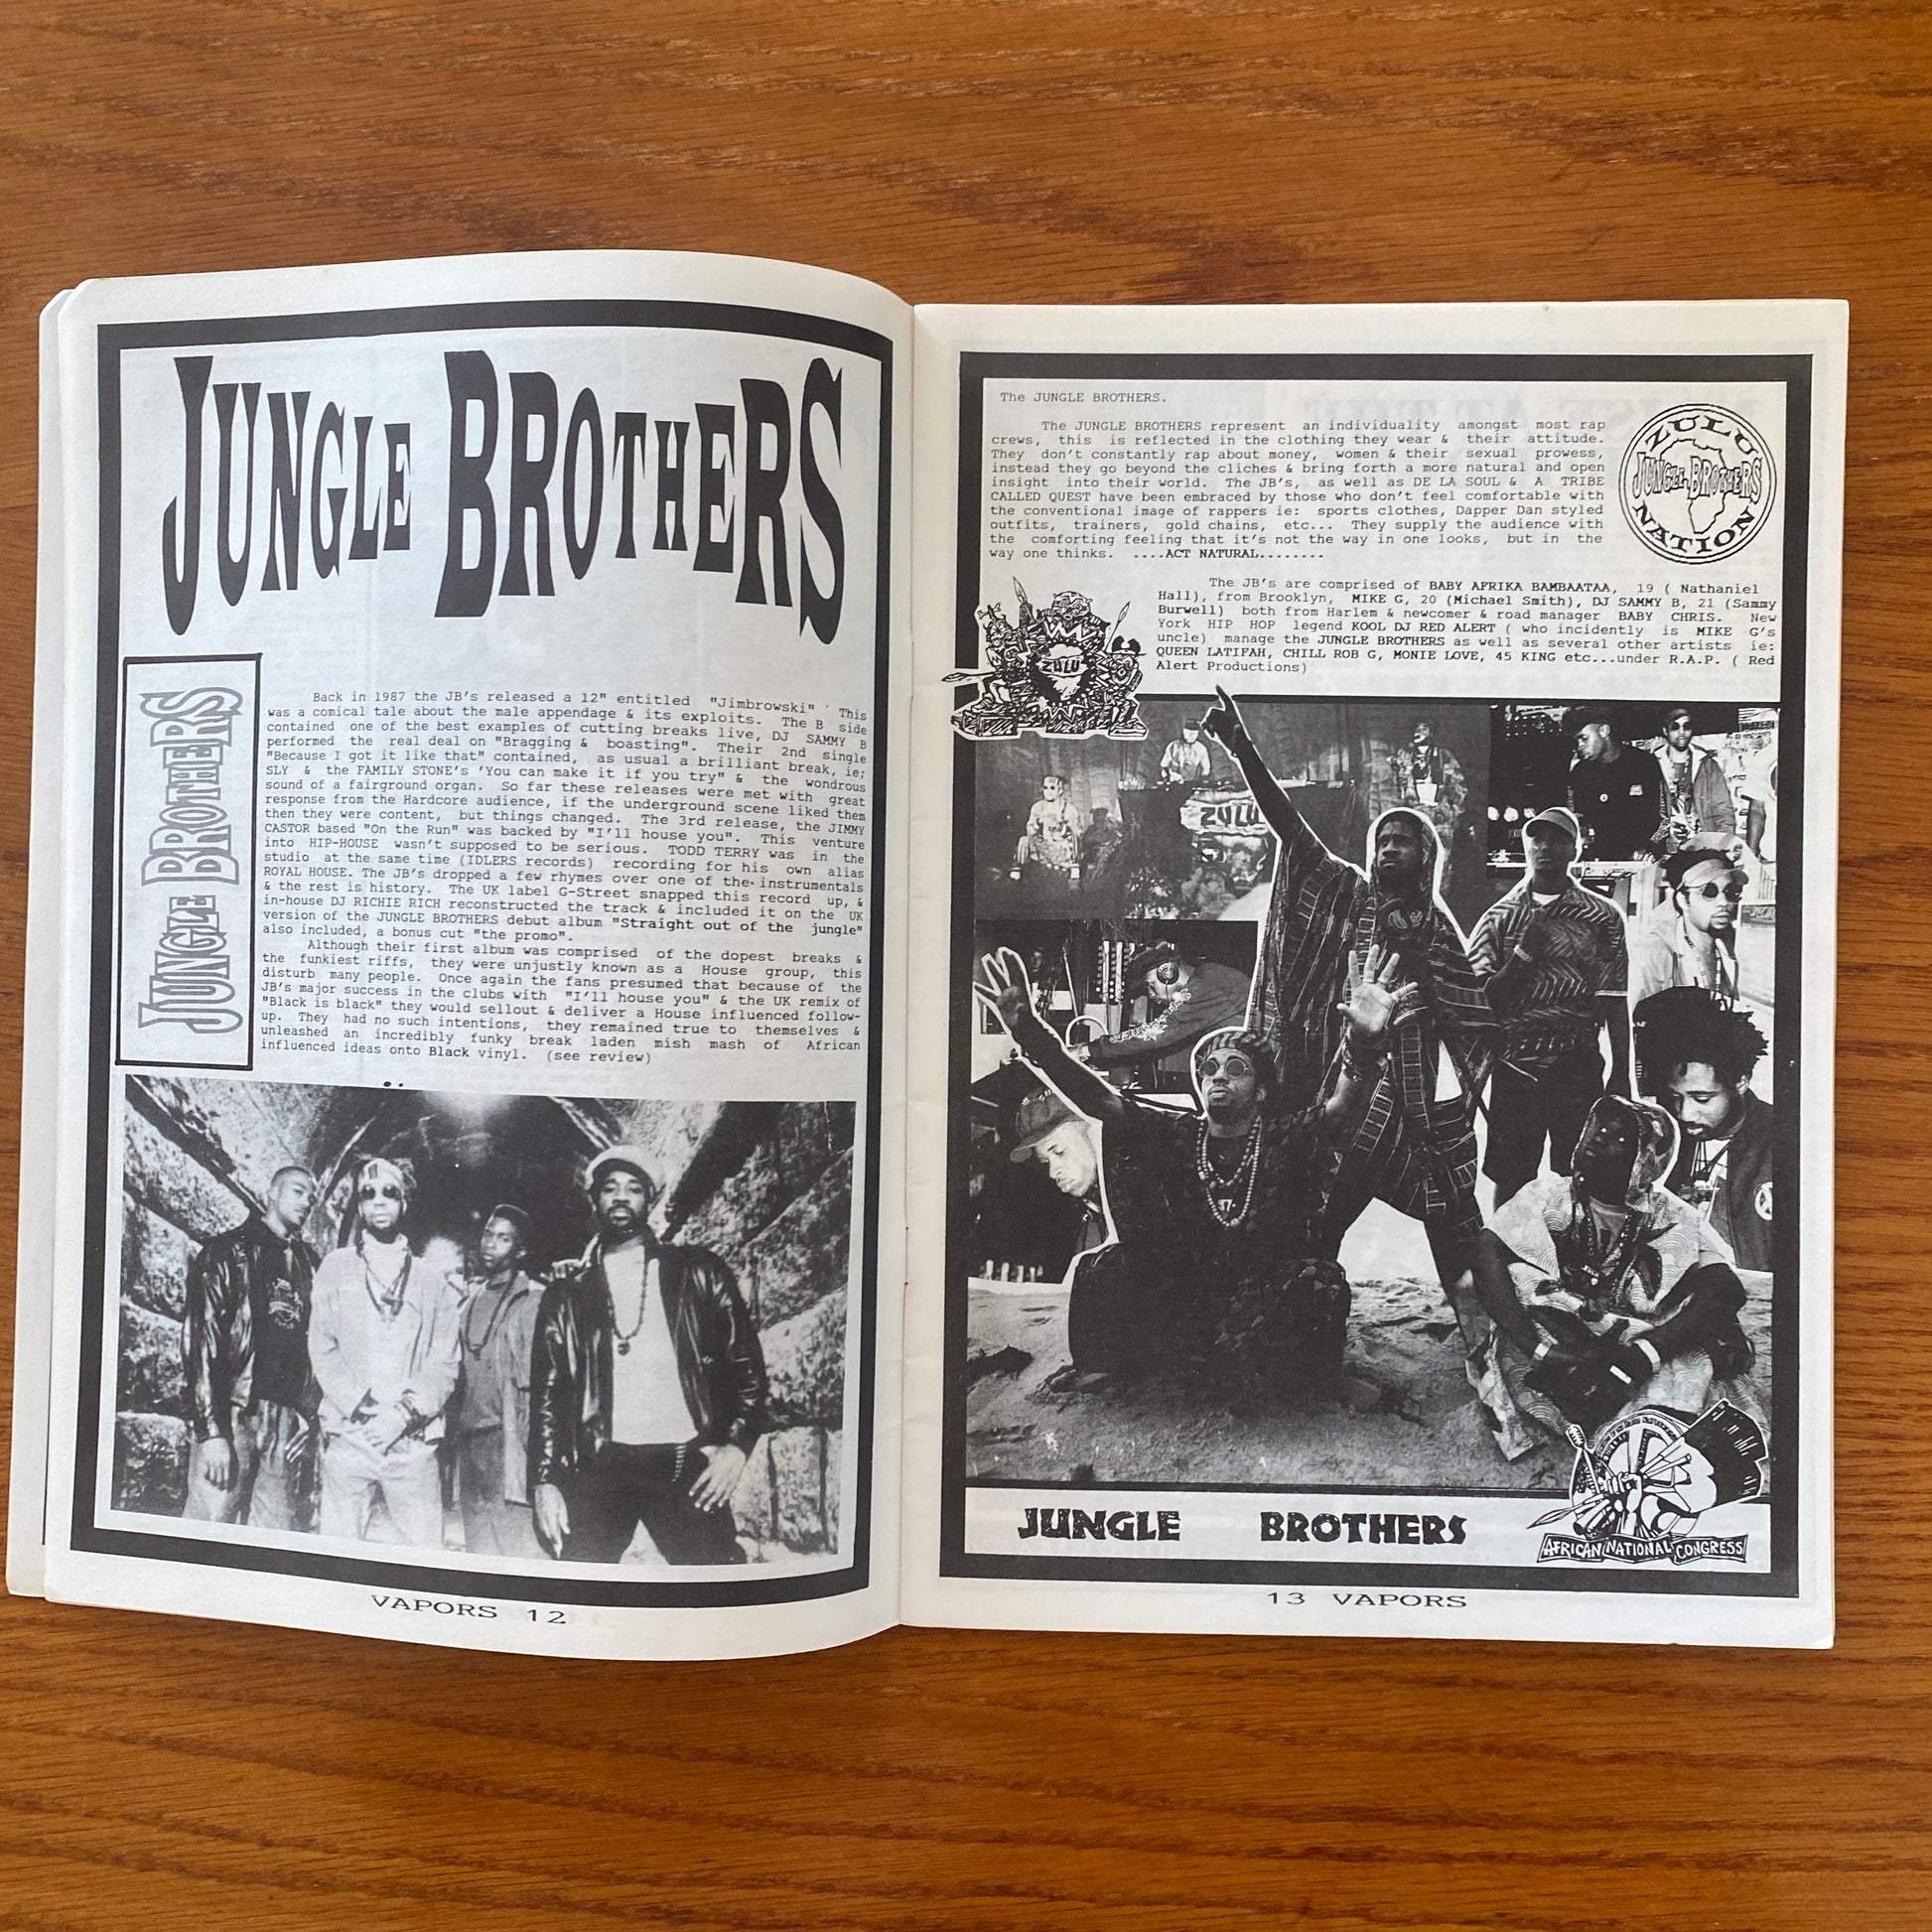 JUNGLE BROTHERS
JUNGLE BROTHERS
Back in 1987 the JB's released a 12" entitled "Jimbrowski" ' This
was a comical tale about the male appendage & its exploits. The B side
contained one of the best examples of cutting breaks live, DJ SAMMY B
performed the real deal on "Bragging & boasting". Their 2nd single
"Because I got it like that" contained, as usual a brilliant break, ie;
SLY & the FAMILY STONE's 'You can make it if you try" & the wondrous
sound of a fairground organ. So far these releases were met with great
response from the Hardcore audience, if the underground scene liked them
then they were content, but things changed. The 3rd release, the JIMMY
CASTOR based "On the Run" was backed by "I'll house you". This venture
into HIP-HOUSE wasn't supposed to be serious. TODD TERRY was in the
studio at the same time (IDLERS records) recording for his own alias
ROYAL HOUSE. The JB's dropped a few rhymes over one of the instrumentals
& the rest is history. The UK label G-Street snapped this record up, &
in-house DJ RICHIE RICH reconstructed the track & included it on the UK
version of the JUNGLE BROTHERS debut album "Straight out of the jungle"
also included, a bonus cut "the promo".
Although their first album was comprised of the dopest breaks &
the funkiest riffs, they were unjustly known as a House group, this
disturb many people. Once again the fans presumed that because of the
JB's major success in the clubs with "I'll house you" & the UK remix of
"Black is black" they would sellout & deliver a House influenced follow-
up. They had no such intentions, they remained true to themselves &
unleashed an incredibly funky break laden mish mash of African
influenced ideas onto Black vinyl. (see review)
VAPORS 12
The JUNGLE BROTHERS.
The JUNGLE BROTHERS represent an individuality amongst most rap
crews, this is reflected in the clothing they wear & their attitude.
They don't constantly rap about money, women & their sexual prowess,
instead they go beyond the cliches & bring forth a more natural and open
insight into their world. The JB's, as well as DE LA SOUL & A TRIBE
CALLED QUEST have been embraced by those who don't feel comfortable with
the conventional image of rappers ie: sports clothes, Dapper Dan styled
outfits, trainers, gold chains, etc... They supply the audience with
the comforting feeling that it's not the way in one looks, but in the
way one thinks. ....ACT NATURAL........
ZULU
JUNGLE BROTHERS
NATION
The JB's are comprised of BABY AFRIKA BAMBAATAA, 19 ( Nathaniel
Hall), from Brooklyn, MIKE G, 20 (Michael Smith), DJ SAMMY B, 21 (Sammy
Burwell) both from Harlem & newcomer & road manager BABY CHRIS. New
York HIP HOP legend KOOL DJ RED ALERT ( who incidently is MIKE G's
uncle) manage the JUNGLE BROTHERS as well as several other artists ie:
QUEEN LATIFAH, CHILL ROB G, MONIE LOVE, 45 KING etc...under R.A.P. ( Red
Alert Productions)
ZULU
ZULU
JUNGLE BROTHERS
AFRICAN NATIONAL CONGRESS
13 VAPORS